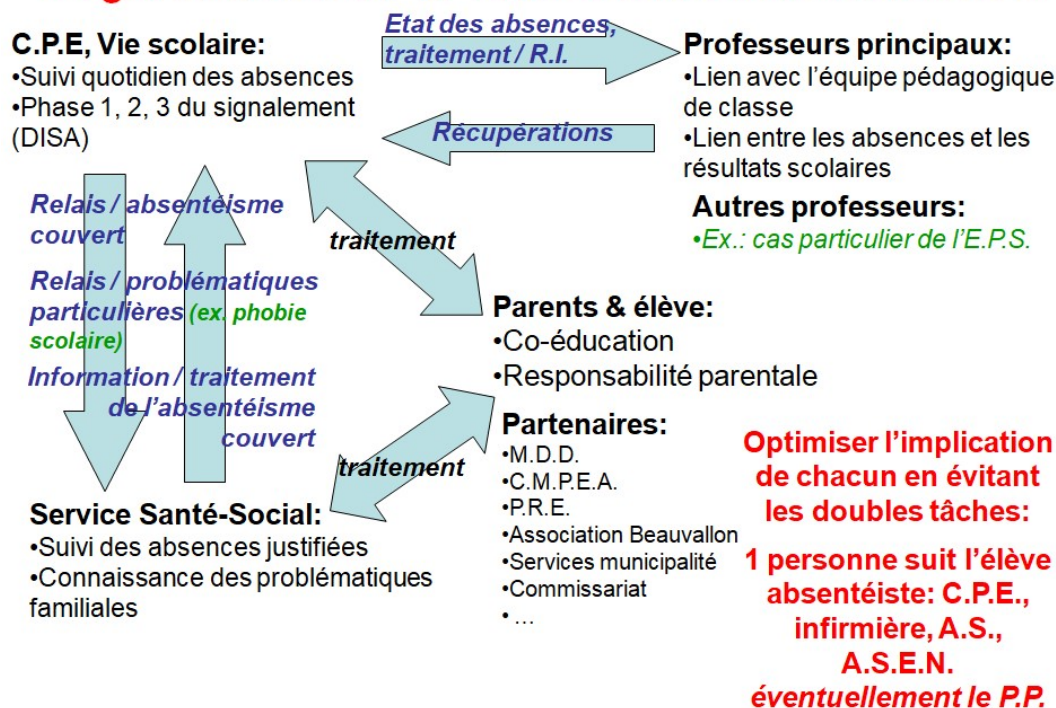 Etat des absences,
traitement / R.I.
C.P.E, Vie scolaire:
•Suivi quotidien des absences
•Phase 1, 2, 3 du signalement
(DISA)
Professeurs principaux:
•Lien avec l'équipe pédagogique
de classe
•Lien entre les absences et les
résultats scolaires
Récupérations
Autres professeurs:
•Ex.: cas particulier de l'E.P.S.
Relais / absentéisme
couvert
Relais / problématiques
particulières (ex. phobie
scolaire)
Information / traitement
de l'absentéisme
couvert
traitement
Parents & élève:
•Co-éducation
•Responsabilité parentale
traitement
Partenaires:
•M.D.D.
•C.M.P.E.A.
•P.R.E.
•Association Beauvallon
•Services municipalité
•Commissariat
• ...
Service Santé-Social:
•Suivi des absences justifiées
•Connaissance des problématiques
familiales
Optimiser l'implication
de chacun en évitant
les doubles tâches:
1 personne suit l'élève
absentéiste: C.P.E.,
infirmière, A.S.,
A.S.E.N.
éventuellement le P.P.